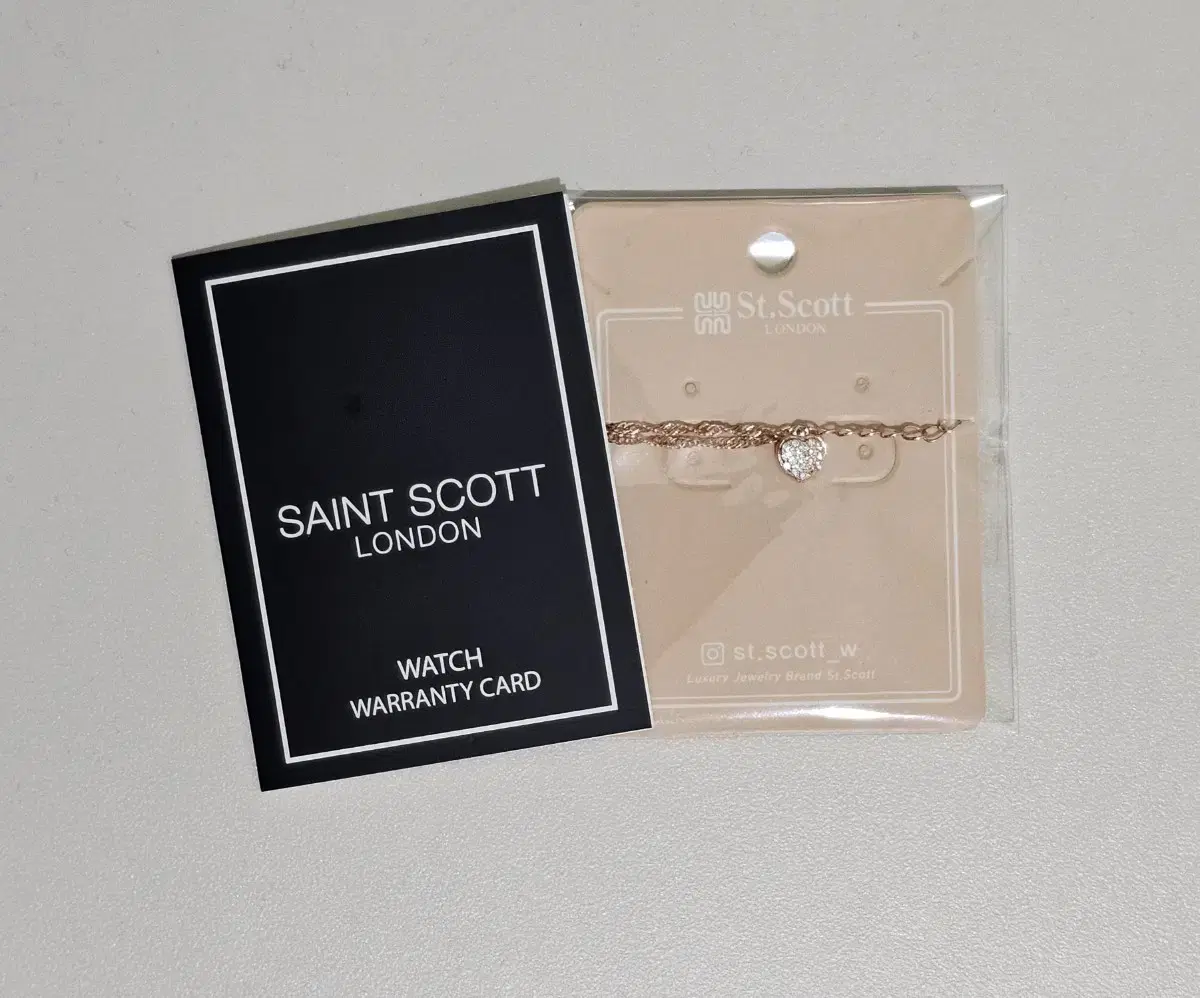 SAINT SCOTT
LONDON
WATCH
WARRANTY CARD
St.Scott
LONDON
st.scott_w
Luxury Jewelry Brand St.Scott